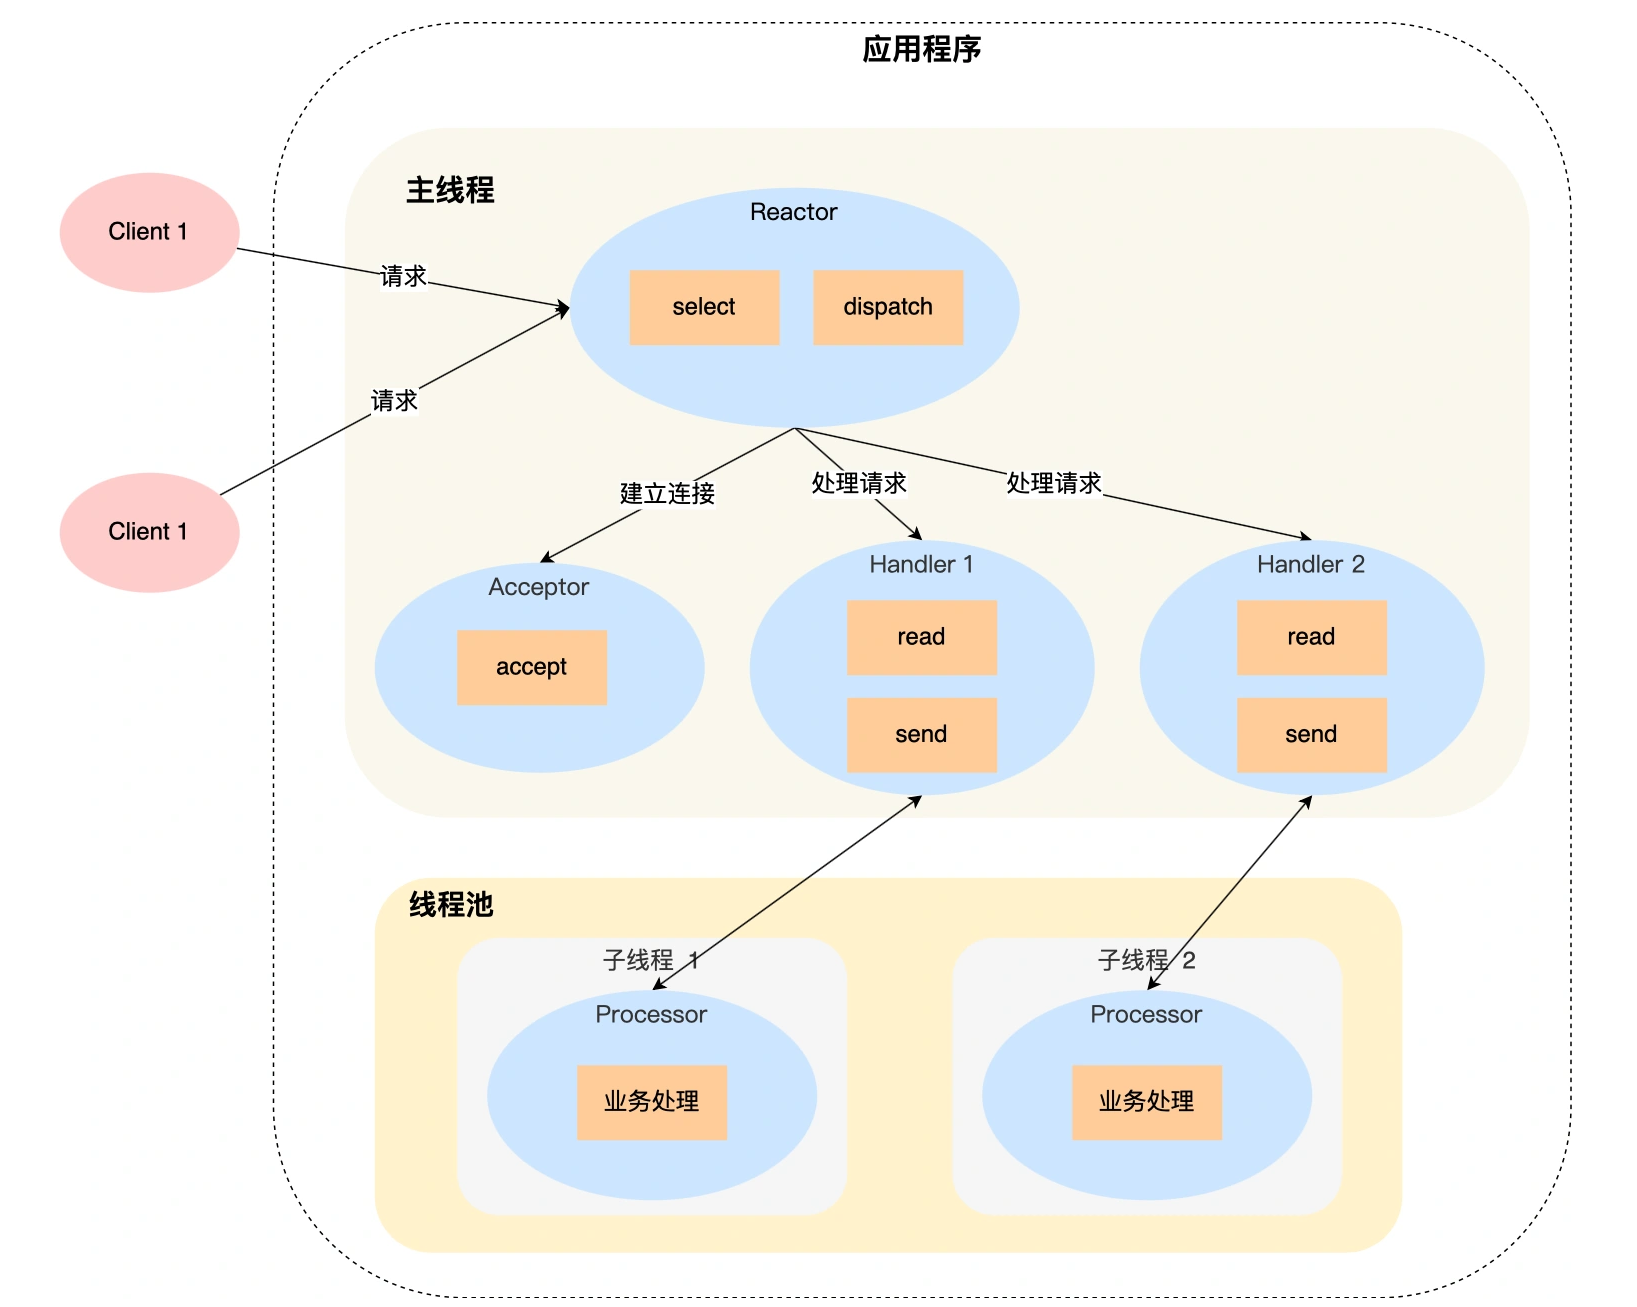 应用程序
主线程
Client 1
Reactor
请求
select
dispatch
请求
建立连接
处理请求
处理请求
Client 1
Acceptor
accept
Handler 1
read
send
Handler 2
read
send
线程池
子线程 1
Processor
业务处理
子线程 2
Processor
业务处理